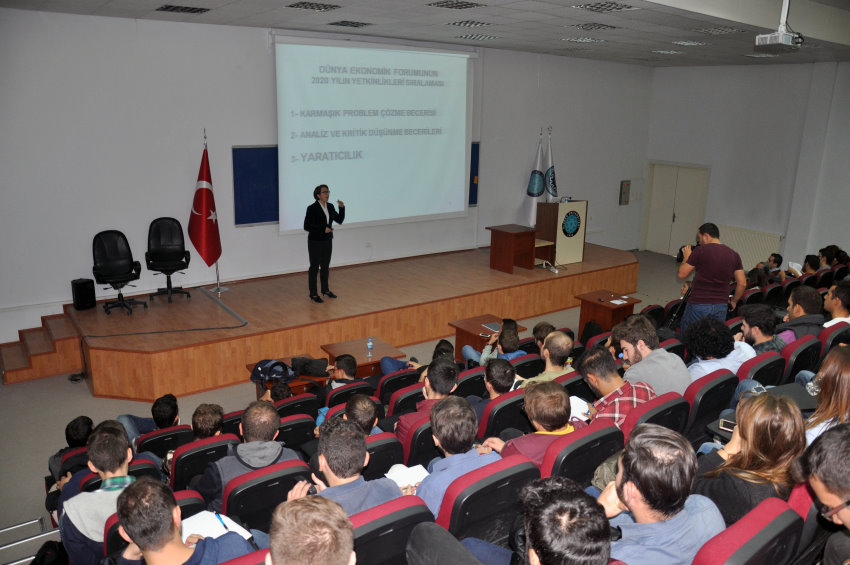 DÜNYA EKONOMİK FORUMUNUN
2020 YILIN YETKİNLİKLERİ SIRALAMASI
1- KARMAŞIK PROBLEM ÇÖZME BECERİSİ
2- ANALİZ VE KRİTİK DÜŞÜNME BECERİLERİ
3- YARATICILIK